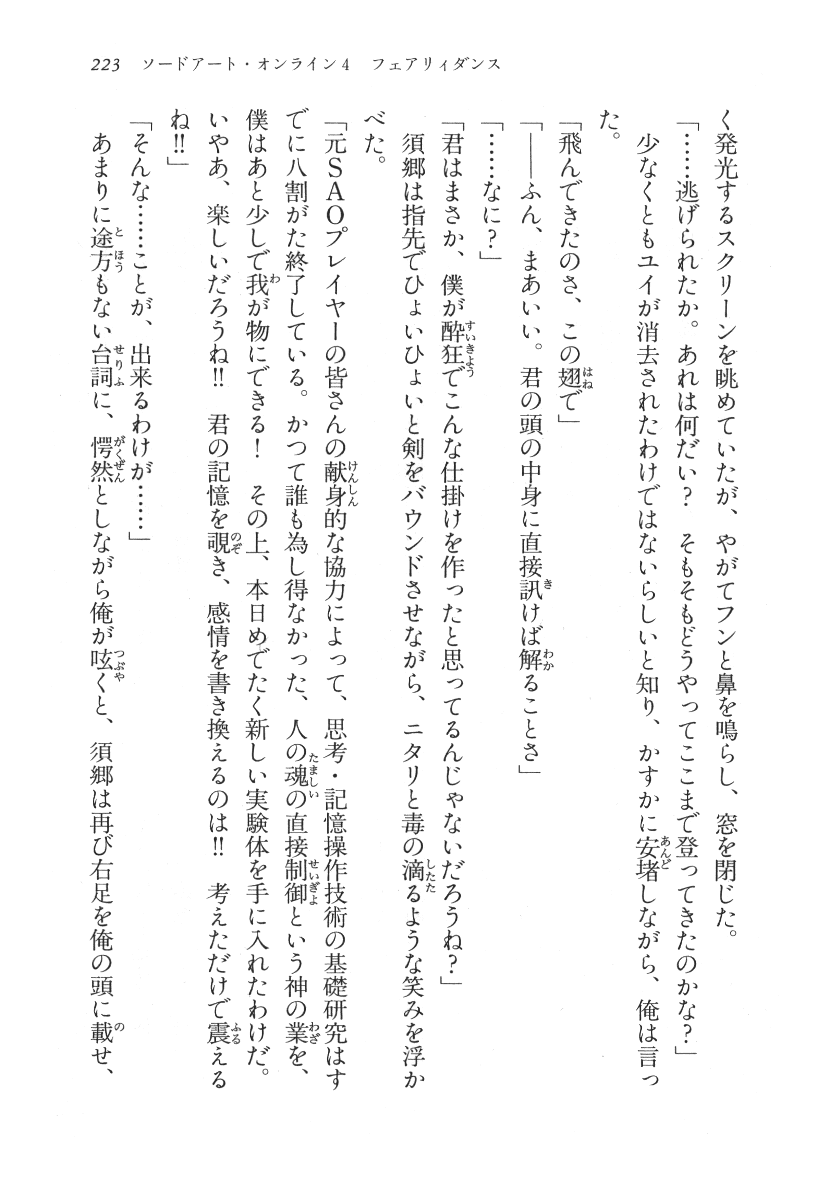 223　ソードアート・オンライン4　フェアリィダンス
く発光するスクリーンを眺めていたが、やがてフンと鼻を鳴らし、窓を閉じた。
「……逃げられたか。あれは何だい？　そもそもどうやってここまで登ってきたのかな？」
　少なくともユイが消去されたわけではないらしいと知り、かすかに安堵しながら、俺は言っ
た。
「飛んできたのさ、この翅で」
「――ふん、まあいい。君の頭の中身に直接訊けば解ることさ」
「……なに？」
「君はまさか、僕が酔狂でこんな仕掛けを作ったと思ってるんじゃないだろうね？」
　須郷は指先でひょいひょいと剣をバウンドさせながら、ニタリと毒の滴るような笑みを浮か
べた。
「元ＳＡＯプレイヤーの皆さんの献身的な協力によって、思考・記憶操作技術の基礎研究はす
でに八割がた終了している。かつて誰も為し得なかった、人の魂の直接制御という神の業を、
僕はあと少しで我が物にできる！　その上、本日めでたく新しい実験体を手に入れたわけだ。
いやあ、楽しいだろうね!!　君の記憶を覗き、感情を書き換えるのは!!　考えただけで震える
ね!!」
「そんな……ことが、出来るわけが……」
　あまりに途方もない台詞に、愕然としながら俺が呟くと、須郷は再び右足を俺の頭に載せ、